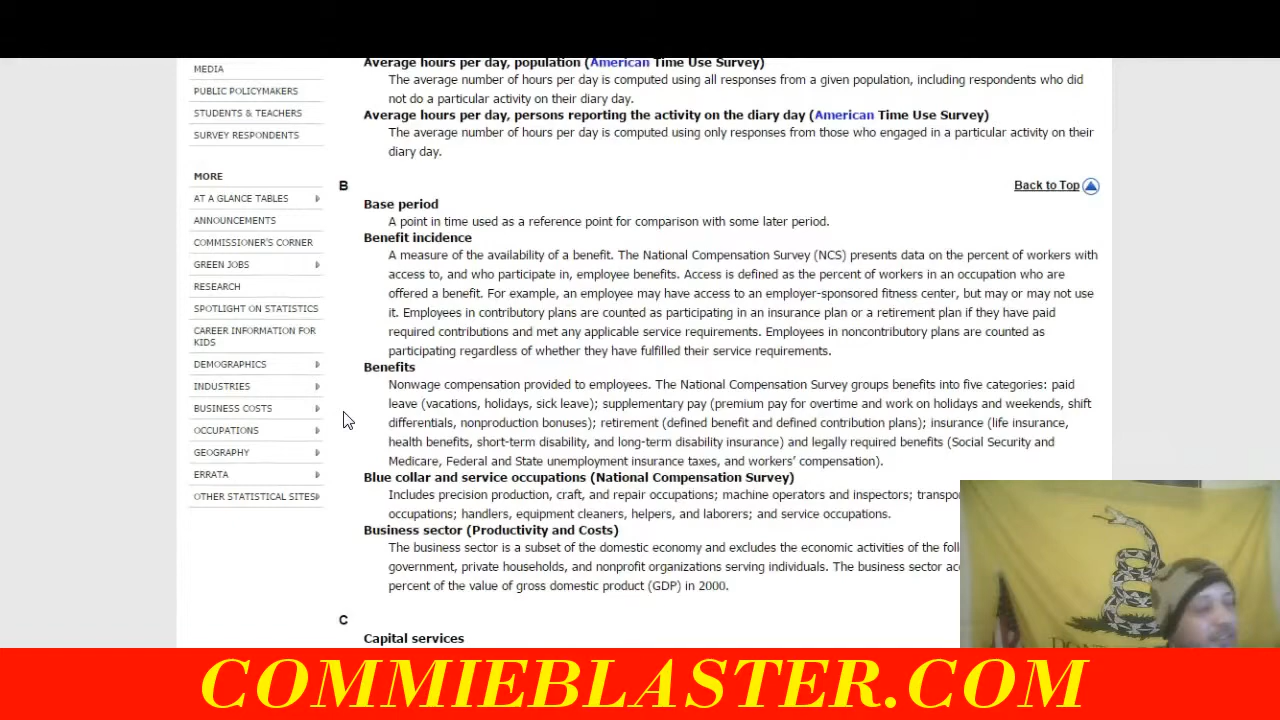 MEDIA
PUBLIC POLICYMAKERS
STUDENTS & TEACHERS
SURVEY RESPONDENTS
MORE
AT A GLANCE TABLES
ANNOUNCEMENTS
COMMISSIONER'S CORNER
GREEN JOBS
RESEARCH
SPOTLIGHT ON STATISTICS
CAREER INFORMATION FOR
KIDS
DEMOGRAPHICS
INDUSTRIES
BUSINESS COSTS
OCCUPATIONS
GEOGRAPHY
ERRATA
OTHER STATISTICAL SITES
Average hours per day, population (American Time Use Survey)
The average number of hours per day is computed using all responses from a given population, including respondents who did
not do a particular activity on their diary day.
Average hours per day, persons reporting the activity on the diary day (American Time Use Survey)
The average number of hours per day is computed using only responses from those who engaged in a particular activity on their
diary day.
B
Back to Top
Base period
A point in time used as a reference point for comparison with some later period.
Benefit incidence
A measure of the availability of a benefit. The National Compensation Survey (NCS) presents data on the percent of workers with
access to, and who participate in, employee benefits. Access is defined as the percent of workers in an occupation who are
offered a benefit. For example, an employee may have access to an employer-sponsored fitness center, but may or may not use
it. Employees in contributory plans are counted as participating in an insurance plan or a retirement plan if they have paid
required contributions and met any applicable service requirements. Employees in noncontributory plans are counted as
participating regardless of whether they have fulfilled their service requirements.
Benefits
Nonwage compensation provided to employees. The National Compensation Survey groups benefits into five categories: paid
leave (vacations, holidays, sick leave); supplementary pay (premium pay for overtime and work on holidays and weekends, shift
differentials, nonproduction bonuses); retirement (defined benefit and defined contribution plans); insurance (life insurance,
health benefits, short-term disability, and long-term disability insurance) and legally required benefits (Social Security and
Medicare, Federal and State unemployment insurance taxes, and workers' compensation).
Blue collar and service occupations (National Compensation Survey)
Includes precision production, craft, and repair occupations; machine operators and inspectors;
occupations; handlers, equipment cleaners, helpers, and laborers; and service occupations.
Business sector (Productivity and Costs)
The business sector is a subset of the domestic economy and excludes the economic activities of the
government, private households, and nonprofit organizations serving individuals. The business sector
percent of the value of gross domestic product (GDP) in 2000.
C
Capital services
COMMIEBLASTER.COM